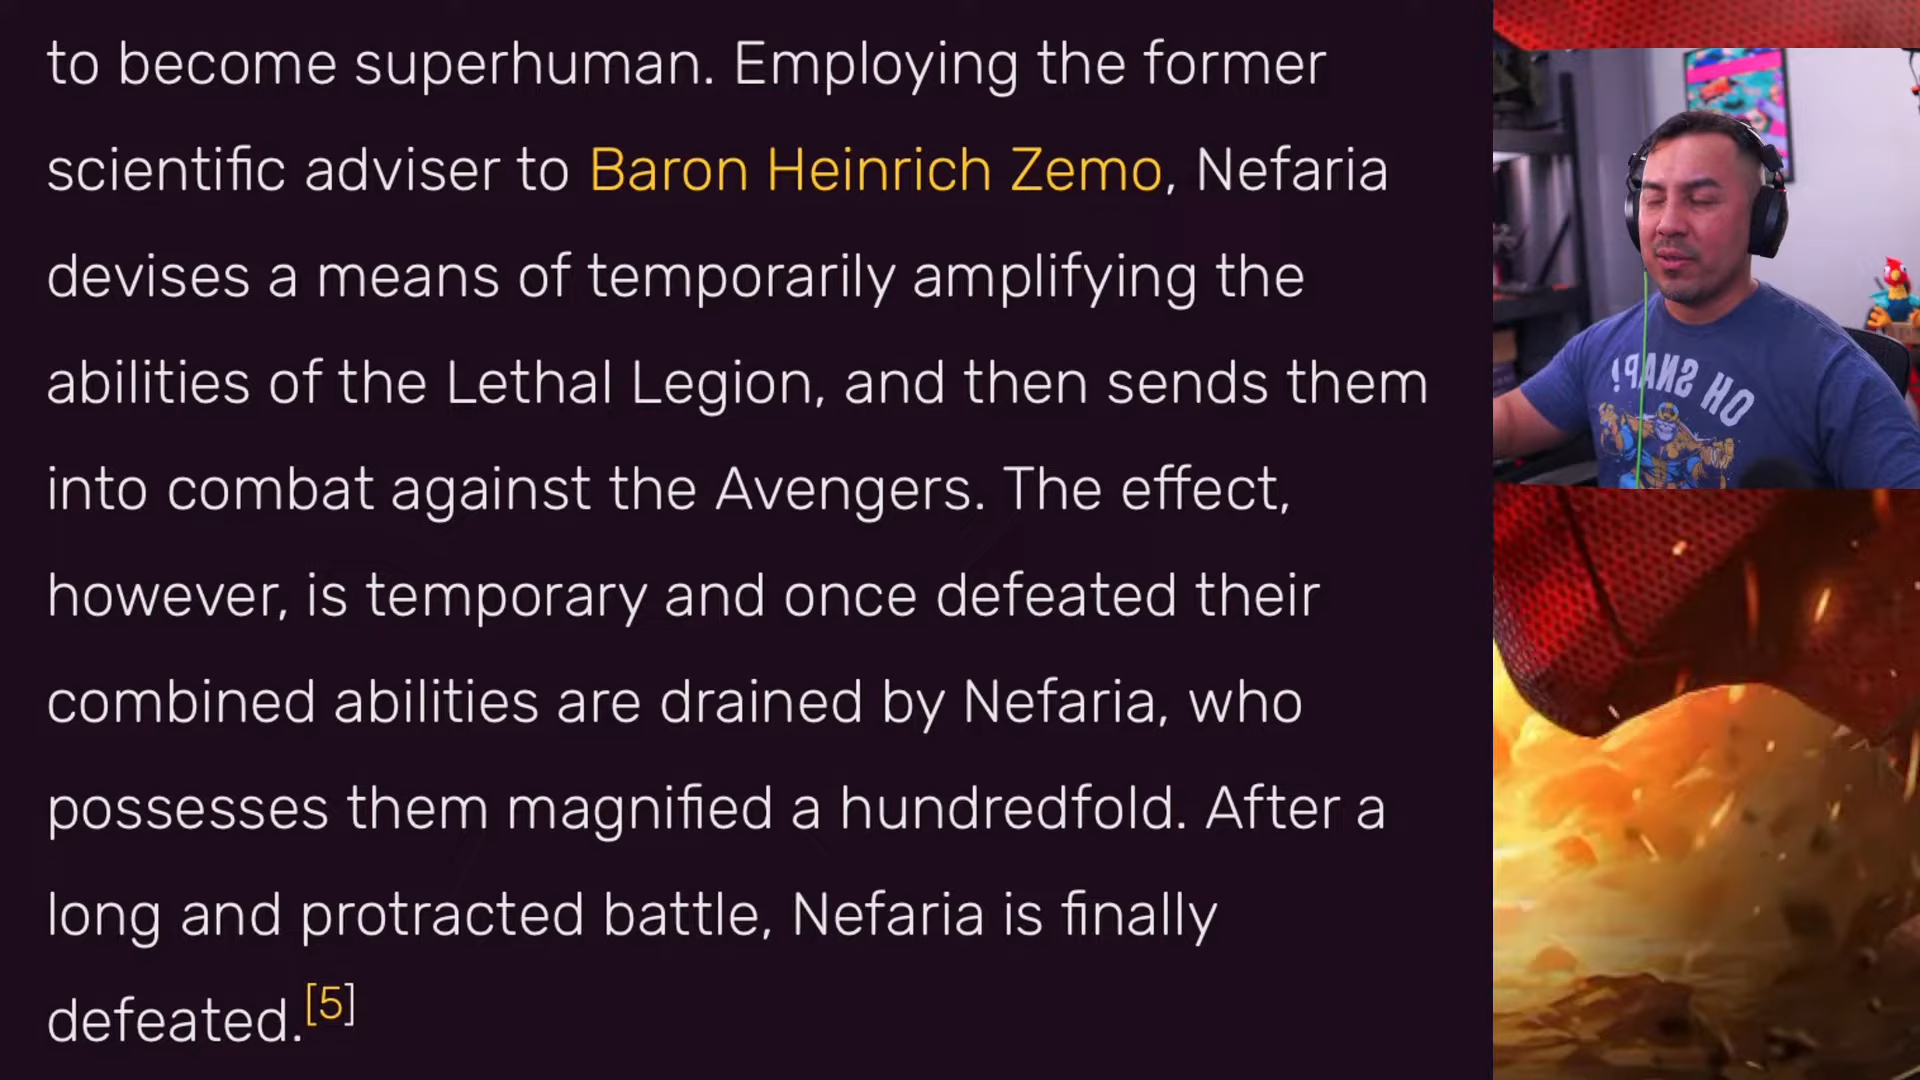 to become superhuman. Employing the former
scientific adviser to Baron Heinrich Zemo, Nefaria
devises a means of temporarily amplifying the
abilities of the Lethal Legion, and then sends them
into combat against the Avengers. The effect,
however, is temporary and once defeated their
combined abilities are drained by Nefaria, who
possesses them magnified a hundredfold. After a
long and protracted battle, Nefaria is finally
defeated.[5]
OH SNAP!